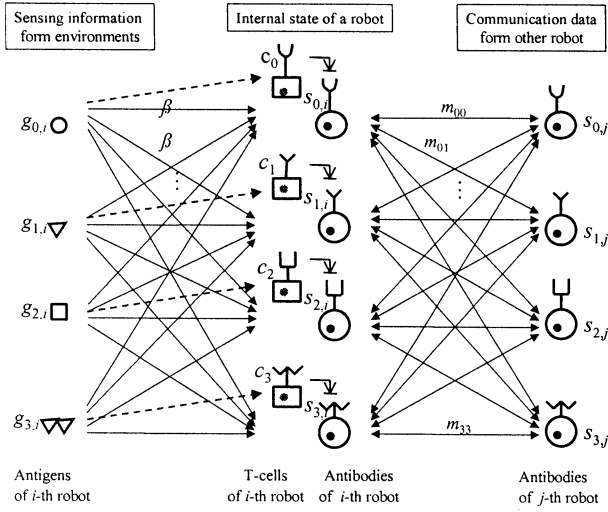 Sensing information
form environments
Internal state of a robot
Communication data
form other robot
c0
s0,i
g0,i
ß
ß
⋮
m00
m01
⋮
s0,j
c1
s1,i
g1,i
s1,j
c2
s2,i
g2,i
s2,j
c3
s3,i
g3,i
m33
s3,j
Antigens
of i-th robot
T-cells
of i-th robot
Antibodies
of i-th robot
Antibodies
of j-th robot